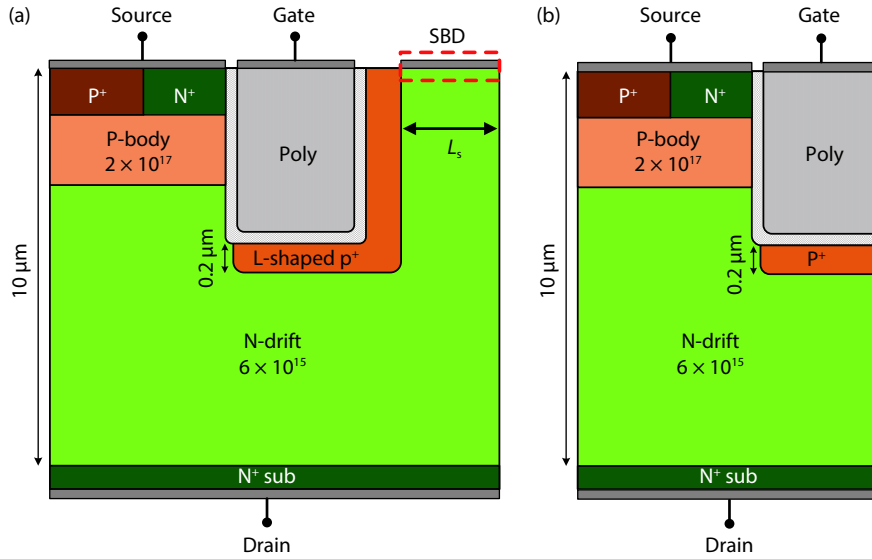 (a)
Source
Gate
SBD
P⁺
N⁺
P-body
2 × 10¹⁷
Poly
Lₛ
0.2 μm
L-shaped p⁺
10 μm
N-drift
6 × 10¹⁵
N⁺ sub
Drain
(b)
Source
Gate
P⁺
N⁺
P-body
2 × 10¹⁷
Poly
0.2 μm
P⁺
10 μm
N-drift
6 × 10¹⁵
N⁺ sub
Drain